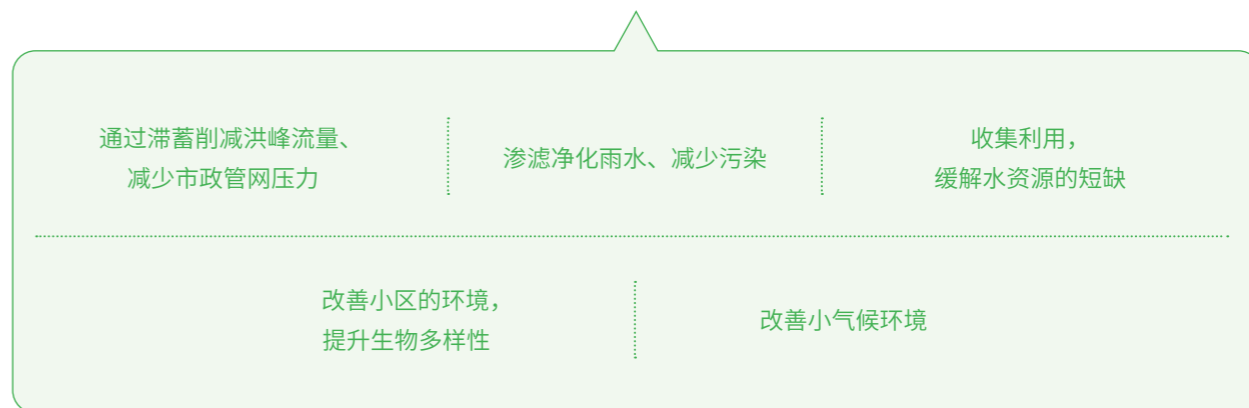 通过滞蓄削减洪峰流量、
减少市政管网压力
渗滤净化雨水、减少污染
收集利用，
缓解水资源的短缺
改善小区的环境，
提升生物多样性
改善小气候环境